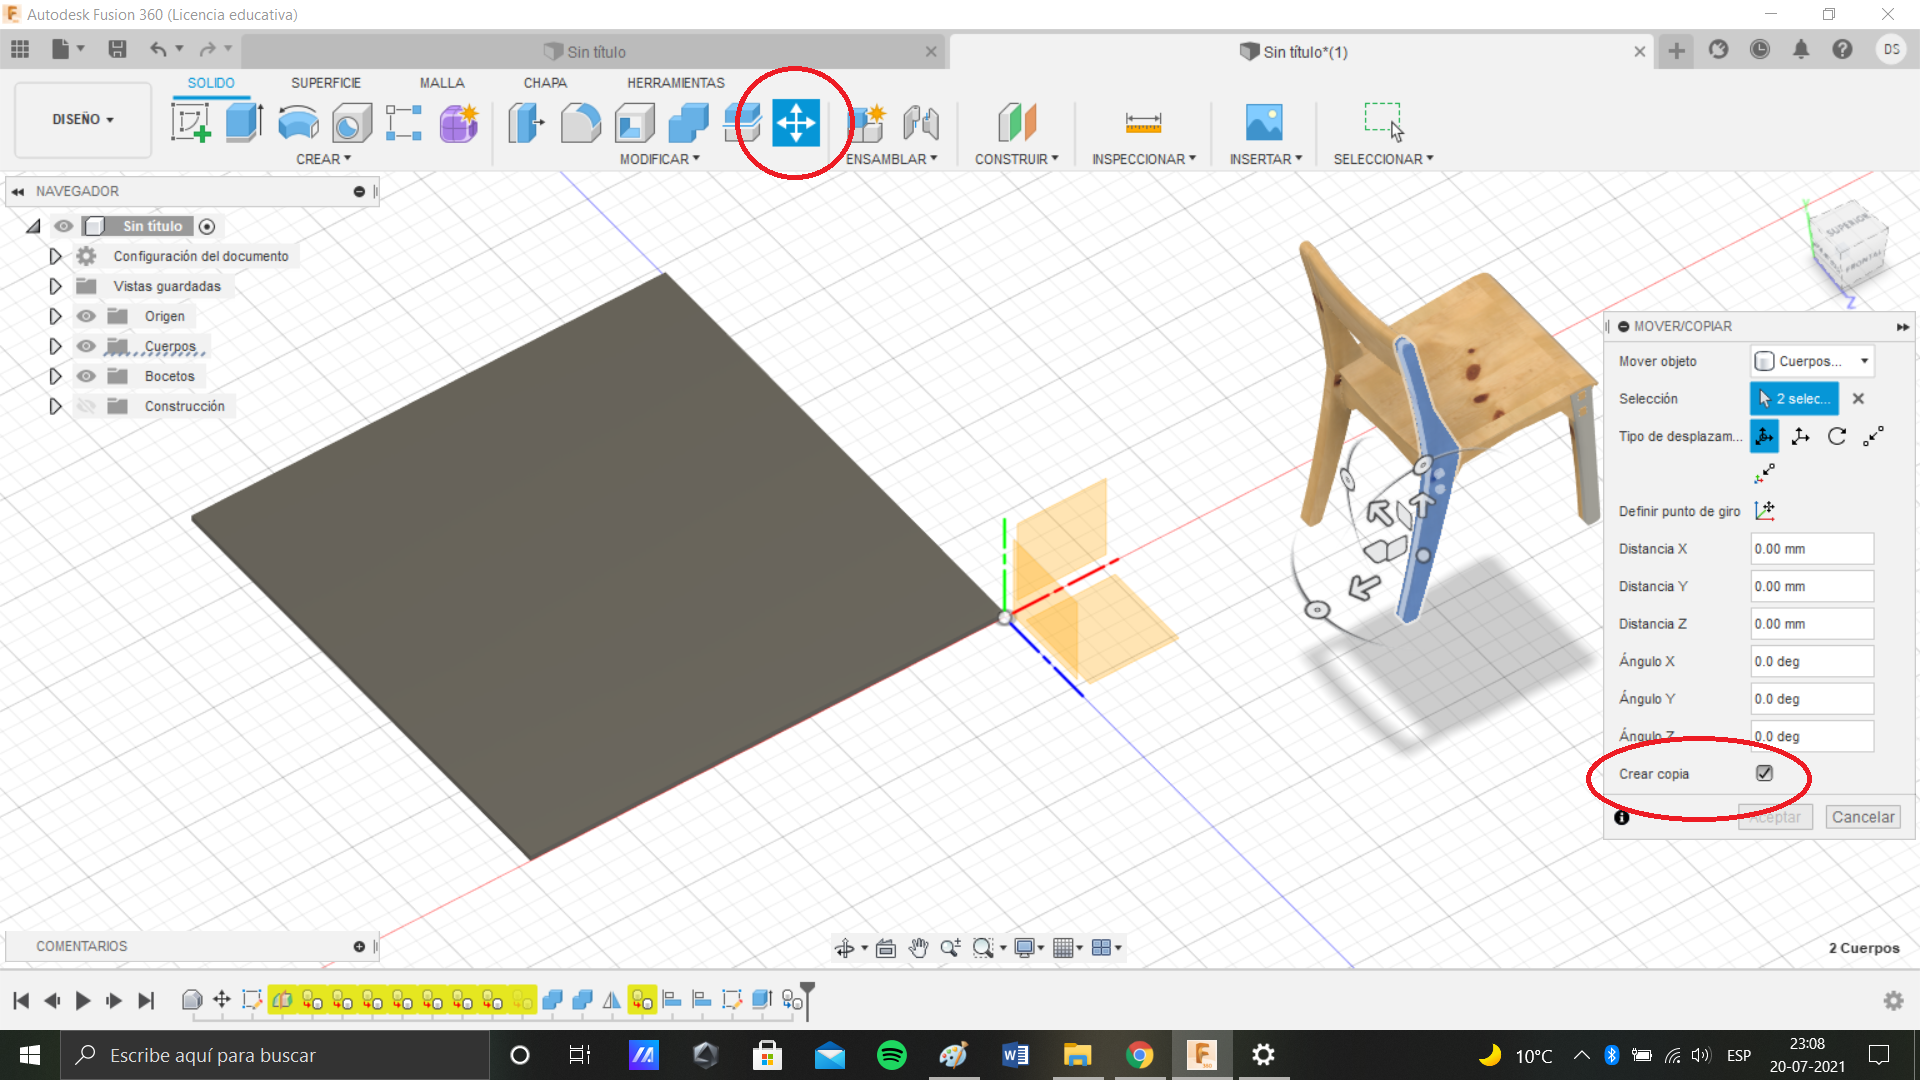 Autodesk Fusion 360 (Licencia educativa)
Sin título
Sin título*(1)
DS
SOLIDO
SUPERFICIE
MALLA
CHAPA
HERRAMIENTAS
DISEÑO
CREAR
MODIFICAR
ENSAMBLAR
CONSTRUIR
INSPECCIONAR
INSERTAR
SELECCIONAR
NAVEGADOR
Sin título
Configuración del documento
Vistas guardadas
Origen
Cuerpos
Bocetos
Construcción
Y
SUPERIOR
FRONTAL
Z
MOVER/COPIAR
Mover objeto Cuerpos...
Selección 2 selec...
Tipo de desplazam...
Definir punto de giro
Distancia X 0.00 mm
Distancia Y 0.00 mm
Distancia Z 0.00 mm
Ángulo X 0.0 deg
Ángulo Y 0.0 deg
Ángulo Z 0.0 deg
Crear copia
Aceptar Cancelar
COMENTARIOS
2 Cuerpos
Escribe aquí para buscar
10°C
ESP
23:08
20-07-2021